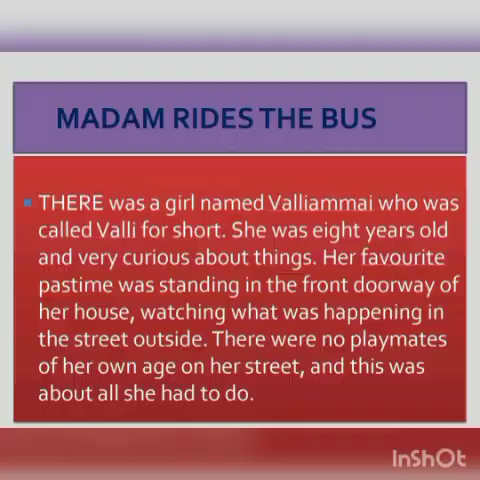 MADAM RIDES THE BUS
THERE was a girl named Valliammai who was
called Valli for short. She was eight years old
and very curious about things. Her favourite
pastime was standing in the front doorway of
her house, watching what was happening in
the street outside. There were no playmates
of her own age on her street, and this was
about all she had to do.
InShOt